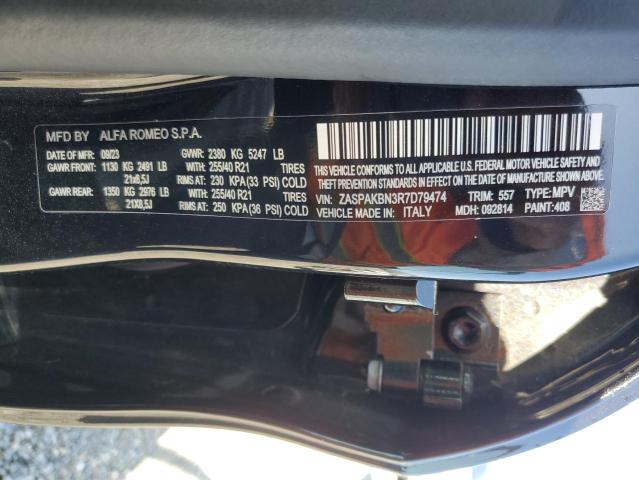 MFD BY ALFA ROMEO S.P.A.
DATE OF MFR: 09/23 GVWR: 2380 KG 5247 LB
GAWR FRONT: 1130 KG 2491 LB WITH: 255/40 R21 TIRES
21x8,5J RIMS AT: 230 KPA(33 PSI) COLD
GAWR REAR: 1350 KG 2976 LB WITH: 255/40 R21 TIRES
21X8,5J RIMS AT: 250 KPA(36 PSI) COLD
THIS VEHICLE CONFORMS TO ALL APPLICABLE U.S. FEDERAL MOTOR VEHICLE SAFETY,
BUMPER, AND THEFT PREVENTION STANDARDS IN EFFECT ON THE DATE OF MANUFACTURE SHOWN ABOVE.
VIN: ZASPAKBN3R7D79474 TRIM: 557 TYPE: MPV
VEHICLE MADE IN: ITALY MDH: 092814 PAINT: 408